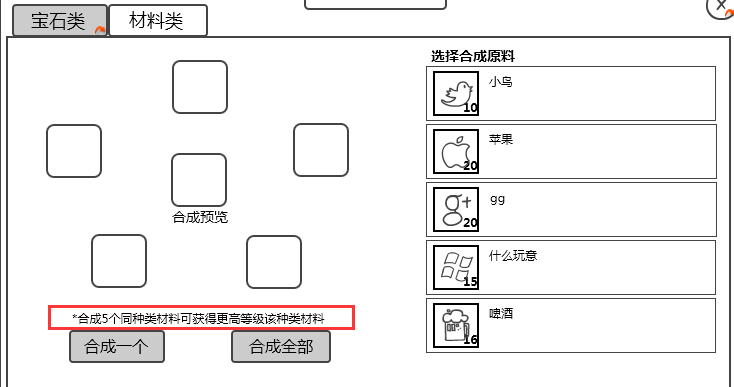 宝石类
材料类
X
选择合成原料
小鸟
10
苹果
20
gg
20
什么玩意
15
啤酒
16
合成预览
*合成5个同种类材料可获得更高等级该种类材料
合成一个
合成全部